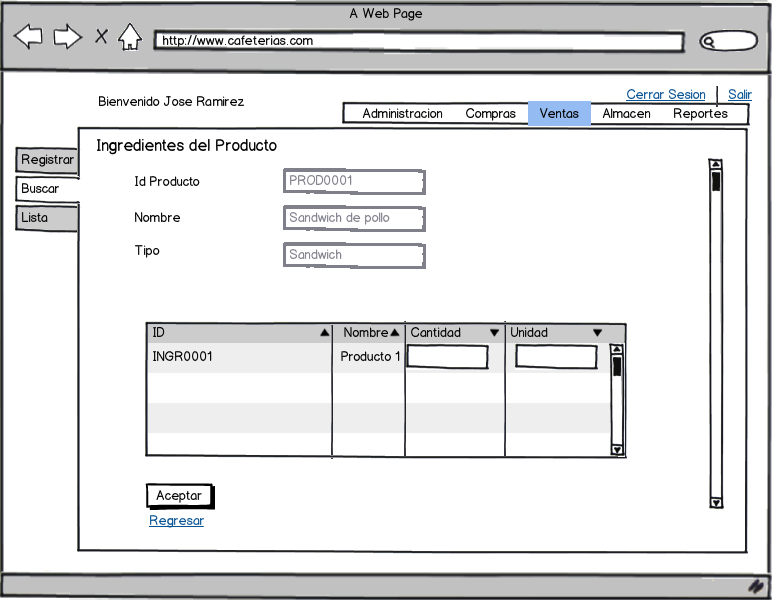 A Web Page
http://www.cafeterias.com
Cerrar Sesion Salir
Bienvenido Jose Ramirez
Administracion Compras Ventas Almacen Reportes
Ingredientes del Producto
Registrar
Buscar
Lista
Id Producto PROD0001
Nombre Sandwich de pollo
Tipo Sandwich
ID Nombre Cantidad Unidad
INGR0001 Producto 1
Aceptar
Regresar